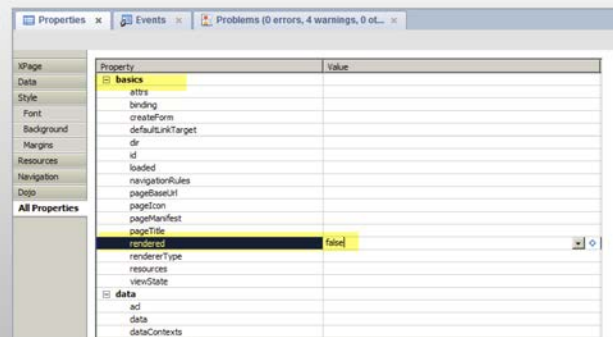 Properties
Events
Problems (0 errors, 4 warnings, 0 ot...
XPage
Data
Style
Font
Background
Margins
Resources
Navigation
Dojo
All Properties
Property Value
basics
attrs
binding
createForm
defaultLinkTarget
dir
id
loaded
navigationRules
pageBaseUrl
pageIcon
pageManifest
pageTitle
rendered false
rendererType
resources
viewState
data
acl
data
dataContexts